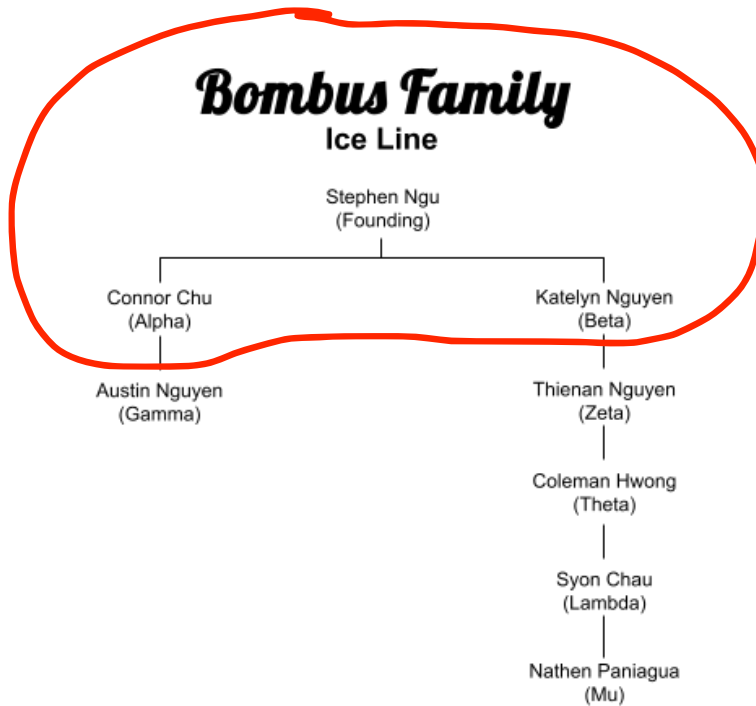 Bombus Family
Ice Line
Stephen Ngu
(Founding)
Connor Chu
(Alpha)
Katelyn Nguyen
(Beta)
Austin Nguyen
(Gamma)
Thienan Nguyen
(Zeta)
Coleman Hwong
(Theta)
Syon Chau
(Lambda)
Nathen Paniagua
(Mu)